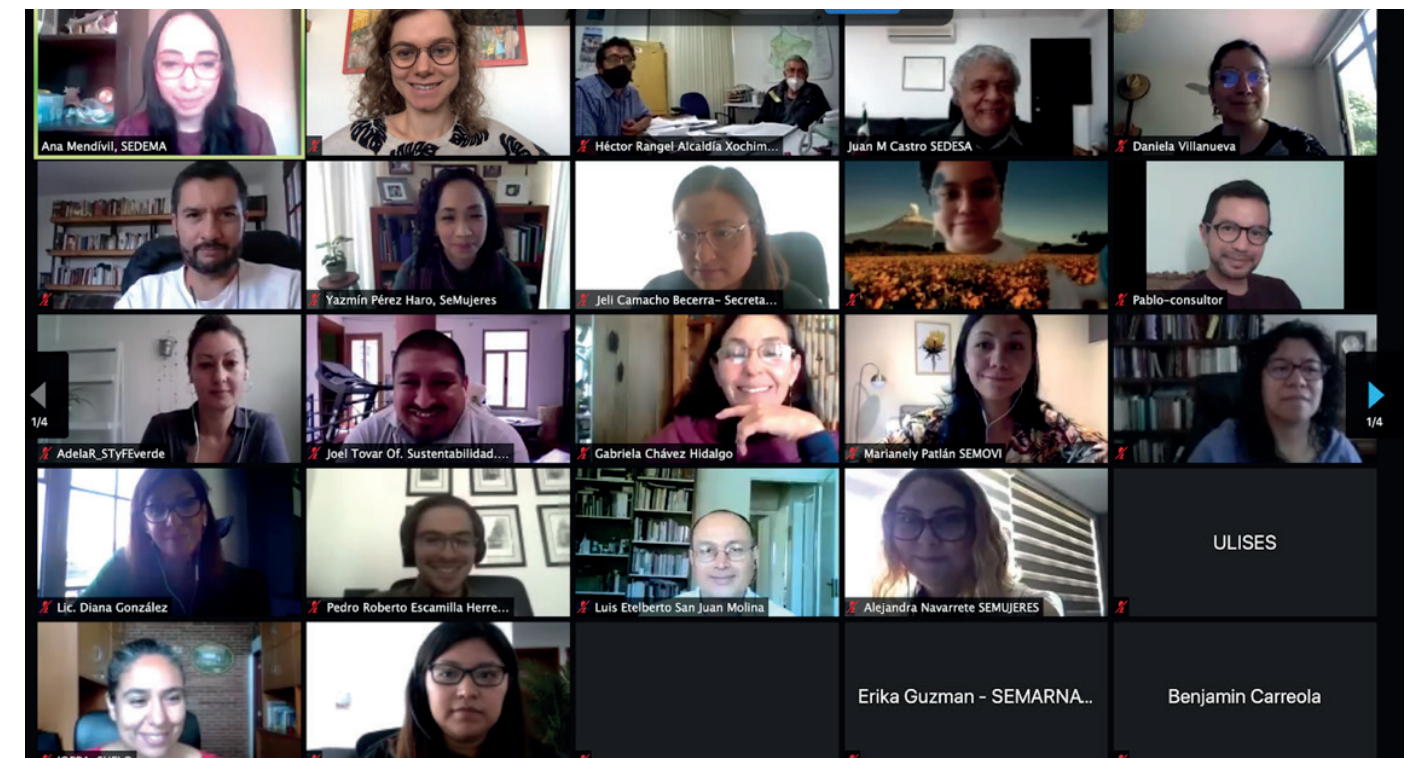 Ana Mendívil, SEDEMA
Héctor Rangel Alcaldía Xochim...
Juan M Castro SEDESA
Daniela Villanueva
Yazmín Pérez Haro, SeMujeres
Jeli Camacho Becerra- Secreta...
Pablo-consultor
1/4
AdelaR_STyFEverde
Joel Tovar Of. Sustentabilidad....
Gabriela Chávez Hidalgo
Marianely Patlán SEMOVI
1/4
Lic. Diana González
Pedro Roberto Escamilla Herre...
Luis Etelberto San Juan Molina
Alejandra Navarrete SEMUJERES
ULISES
Erika Guzman - SEMARNA...
Benjamin Carreola